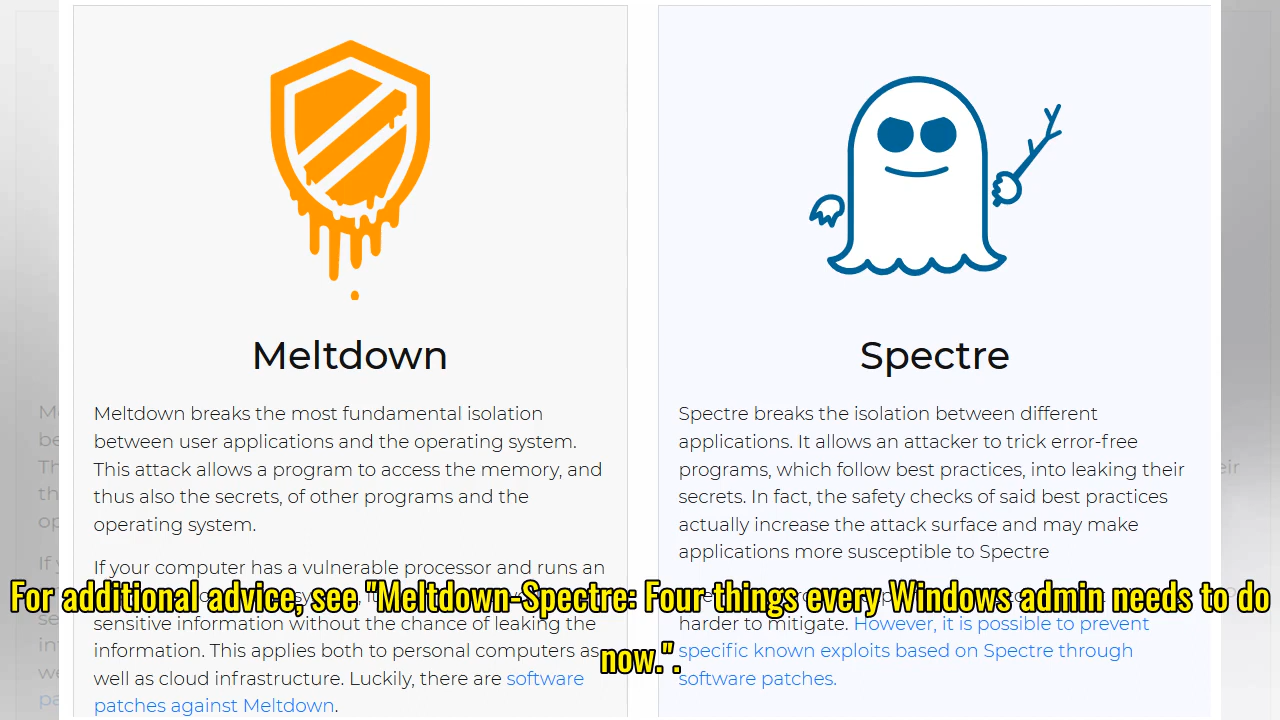 Meltdown
Meltdown breaks the most fundamental isolation
between user applications and the operating system.
This attack allows a program to access the memory, and
thus also the secrets, of other programs and the
operating system.
If your computer has a vulnerable processor and runs an
sensitive information without the chance of leaking the
information. This applies both to personal computers as
well as cloud infrastructure. Luckily, there are software
patches against Meltdown.
Spectre
Spectre breaks the isolation between different
applications. It allows an attacker to trick error-free
programs, which follow best practices, into leaking their
secrets. In fact, the safety checks of said best practices
actually increase the attack surface and may make
applications more susceptible to Spectre
harder to mitigate. However, it is possible to prevent
specific known exploits based on Spectre through
software patches.
For additional advice, see "Meltdown-Spectre: Four things every Windows admin needs to do
now.".